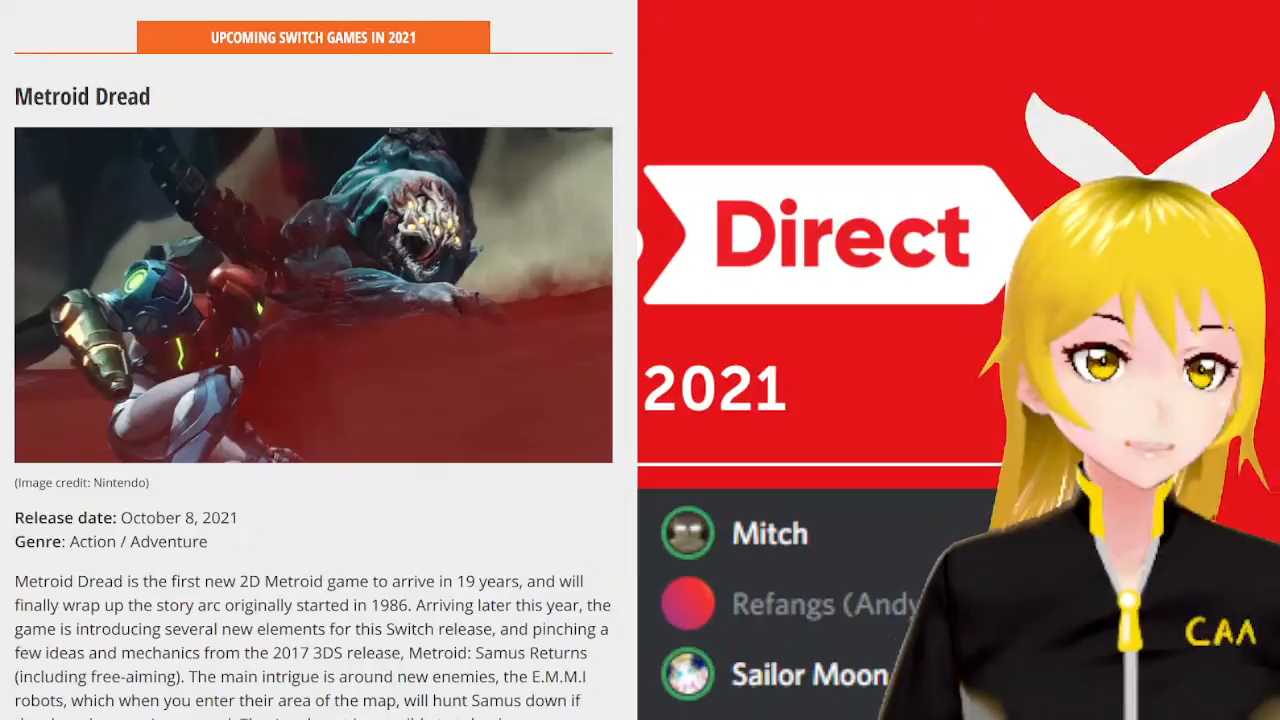 UPCOMING SWITCH GAMES IN 2021
Metroid Dread
(Image credit: Nintendo)
Release date: October 8, 2021
Genre: Action / Adventure
Metroid Dread is the first new 2D Metroid game to arrive in 19 years, and will
finally wrap up the story arc originally started in 1986. Arriving later this year, the
game is introducing several new elements for this Switch release, and pinching a
few ideas and mechanics from the 2017 3DS release, Metroid: Samus Returns
(including free-aiming). The main intrigue is around new enemies, the E.M.M.I
robots, which when you enter their area of the map, will hunt Samus down if
Direct
2021
Mitch
Refangs (Andy
Sailor Moon
CAA